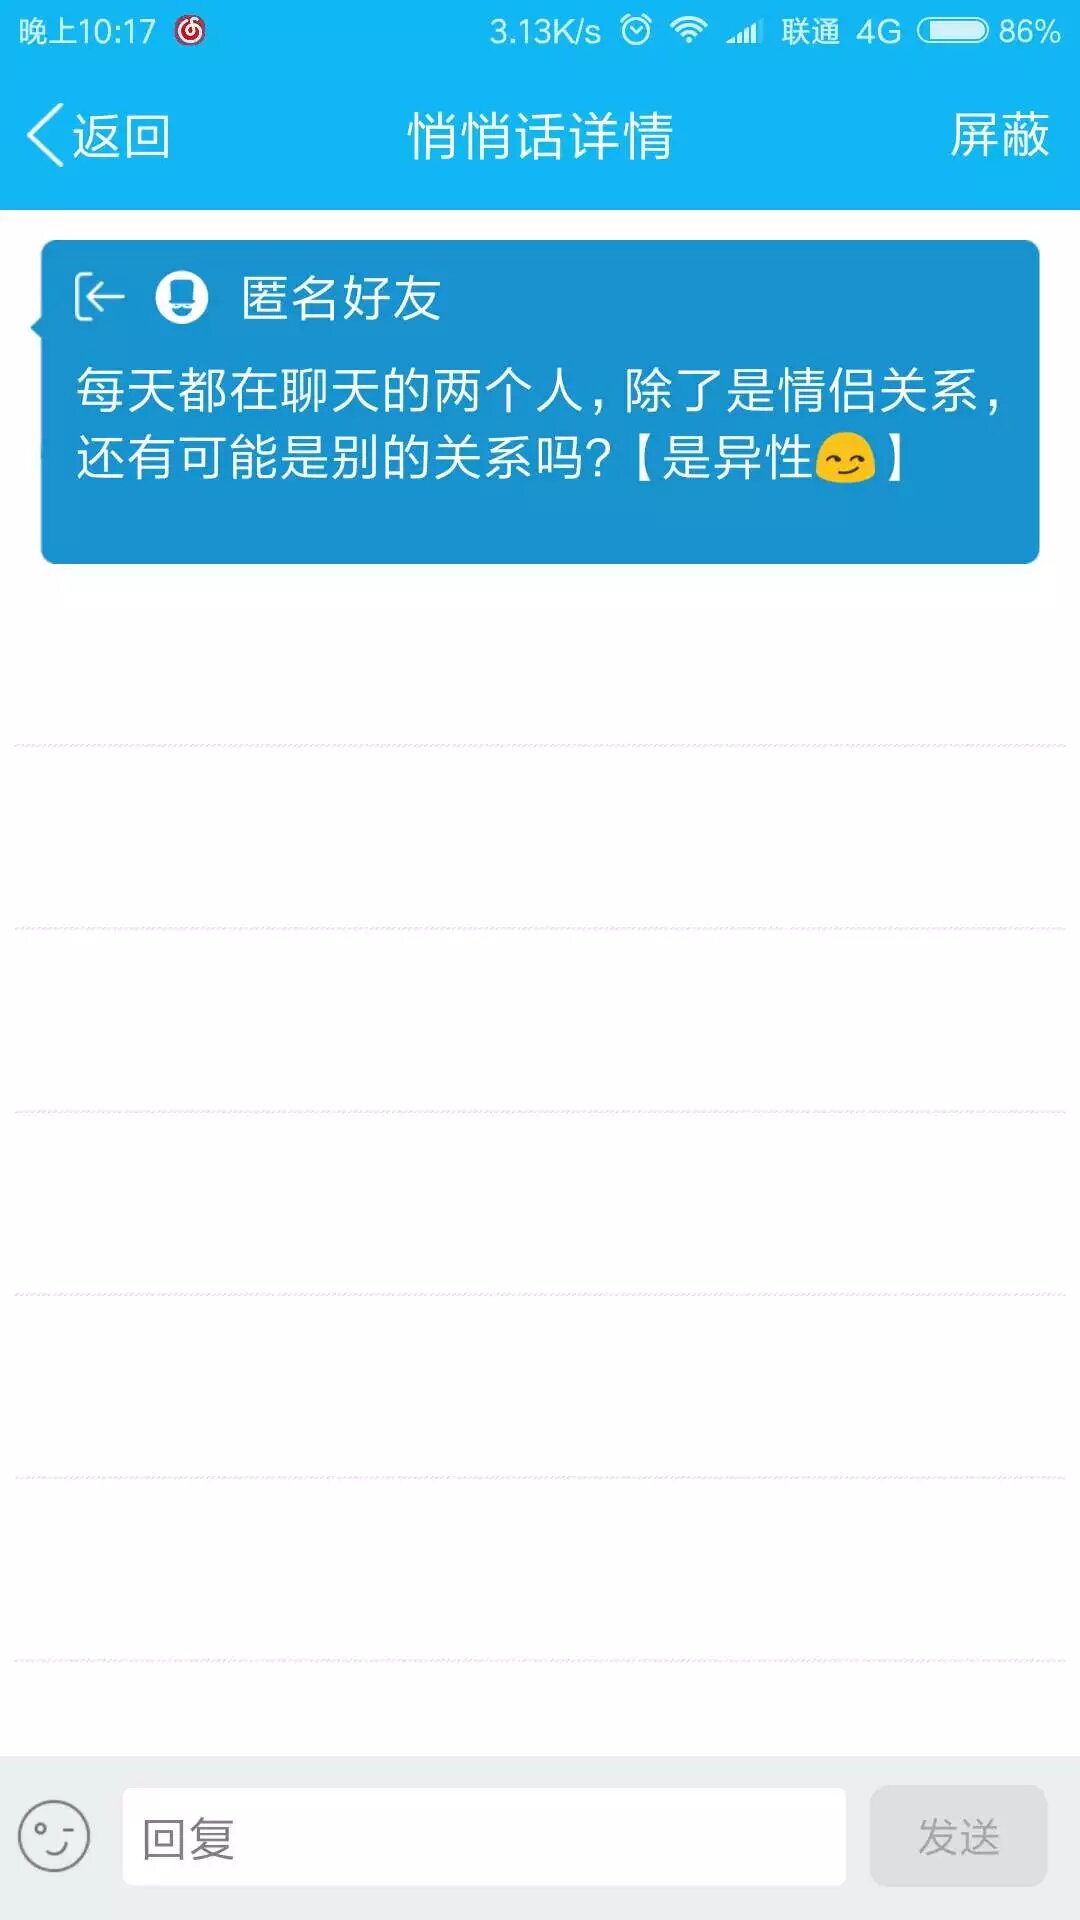 晚上10:17 3.13K/s 联通 4G 86%
返回 悄悄话详情 屏蔽
匿名好友
每天都在聊天的两个人，除了是情侣关系，
还有可能是别的关系吗?【是异性😏】
回复 发送